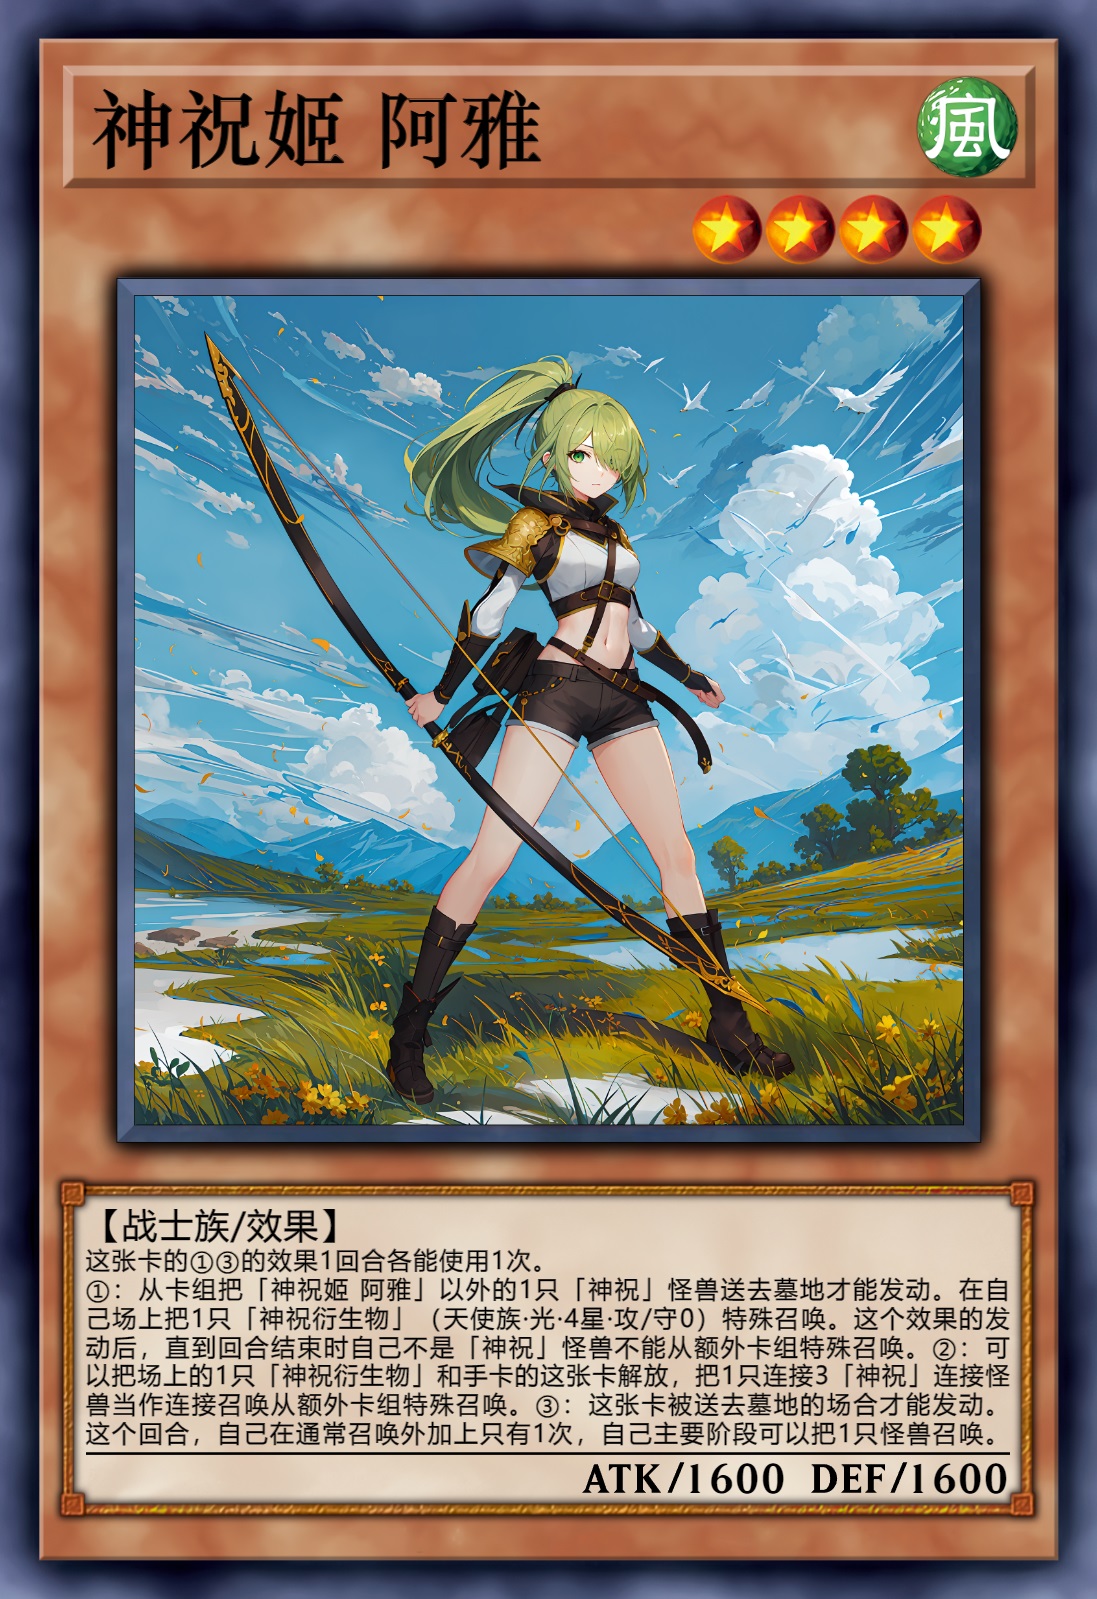 神祝姬 阿雅
風
【战士族/效果】
这张卡的①③的效果1回合各能使用1次。
①：从卡组把「神祝姬 阿雅」以外的1只「神祝」怪兽送去墓地才能发动。在自
己场上把1只「神祝衍生物」（天使族·光·4星·攻/守0）特殊召唤。这个效果的发
动后，直到回合结束时自己不是「神祝」怪兽不能从额外卡组特殊召唤。②：可
以把场上的1只「神祝衍生物」和手卡的这张卡解放，把1只连接3「神祝」连接怪
兽当作连接召唤从额外卡组特殊召唤。③：这张卡被送去墓地的场合才能发动。
这个回合，自己在通常召唤外加上只有1次，自己主要阶段可以把1只怪兽召唤。
ATK/1600 DEF/1600